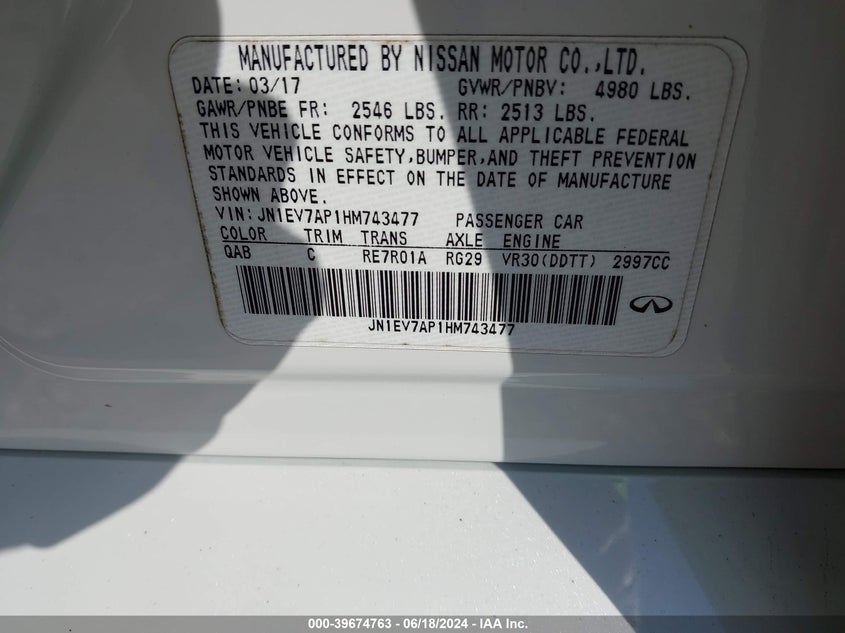 MANUFACTURED BY NISSAN MOTOR CO.,LTD.
DATE: 03/17 GVWR/PNBV: 4980 LBS.
GAWR/PNBE FR: 2546 LBS. RR: 2513 LBS.
THIS VEHICLE CONFORMS TO ALL APPLICABLE FEDERAL
MOTOR VEHICLE SAFETY,BUMPER,AND THEFT PREVENTION
STANDARDS IN EFFECT ON THE DATE OF MANUFACTURE
SHOWN ABOVE.
VIN:JN1EV7AP1HM743477 PASSENGER CAR
COLOR TRIM TRANS AXLE ENGINE
QAB C RE7R01A RG29 VR30(DDTT) 2997CC
JN1EV7AP1HM743477
000-39674763 - 06/18/2024 - IAA Inc.